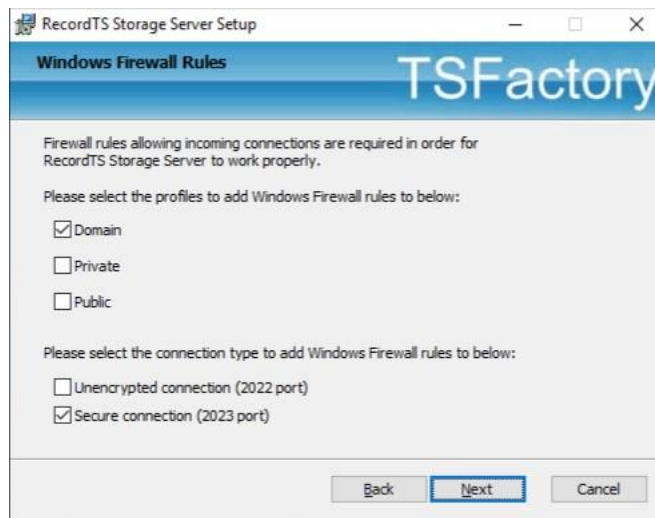 RecordTS Storage Server Setup
Windows Firewall Rules
TSFactory
Firewall rules allowing incoming connections are required in order for
RecordTS Storage Server to work properly.
Please select the profiles to add Windows Firewall rules to below:
Domain
Private
Public
Please select the connection type to add Windows Firewall rules to below:
Unencrypted connection (2022 port)
Secure connection (2023 port)
Back Next Cancel